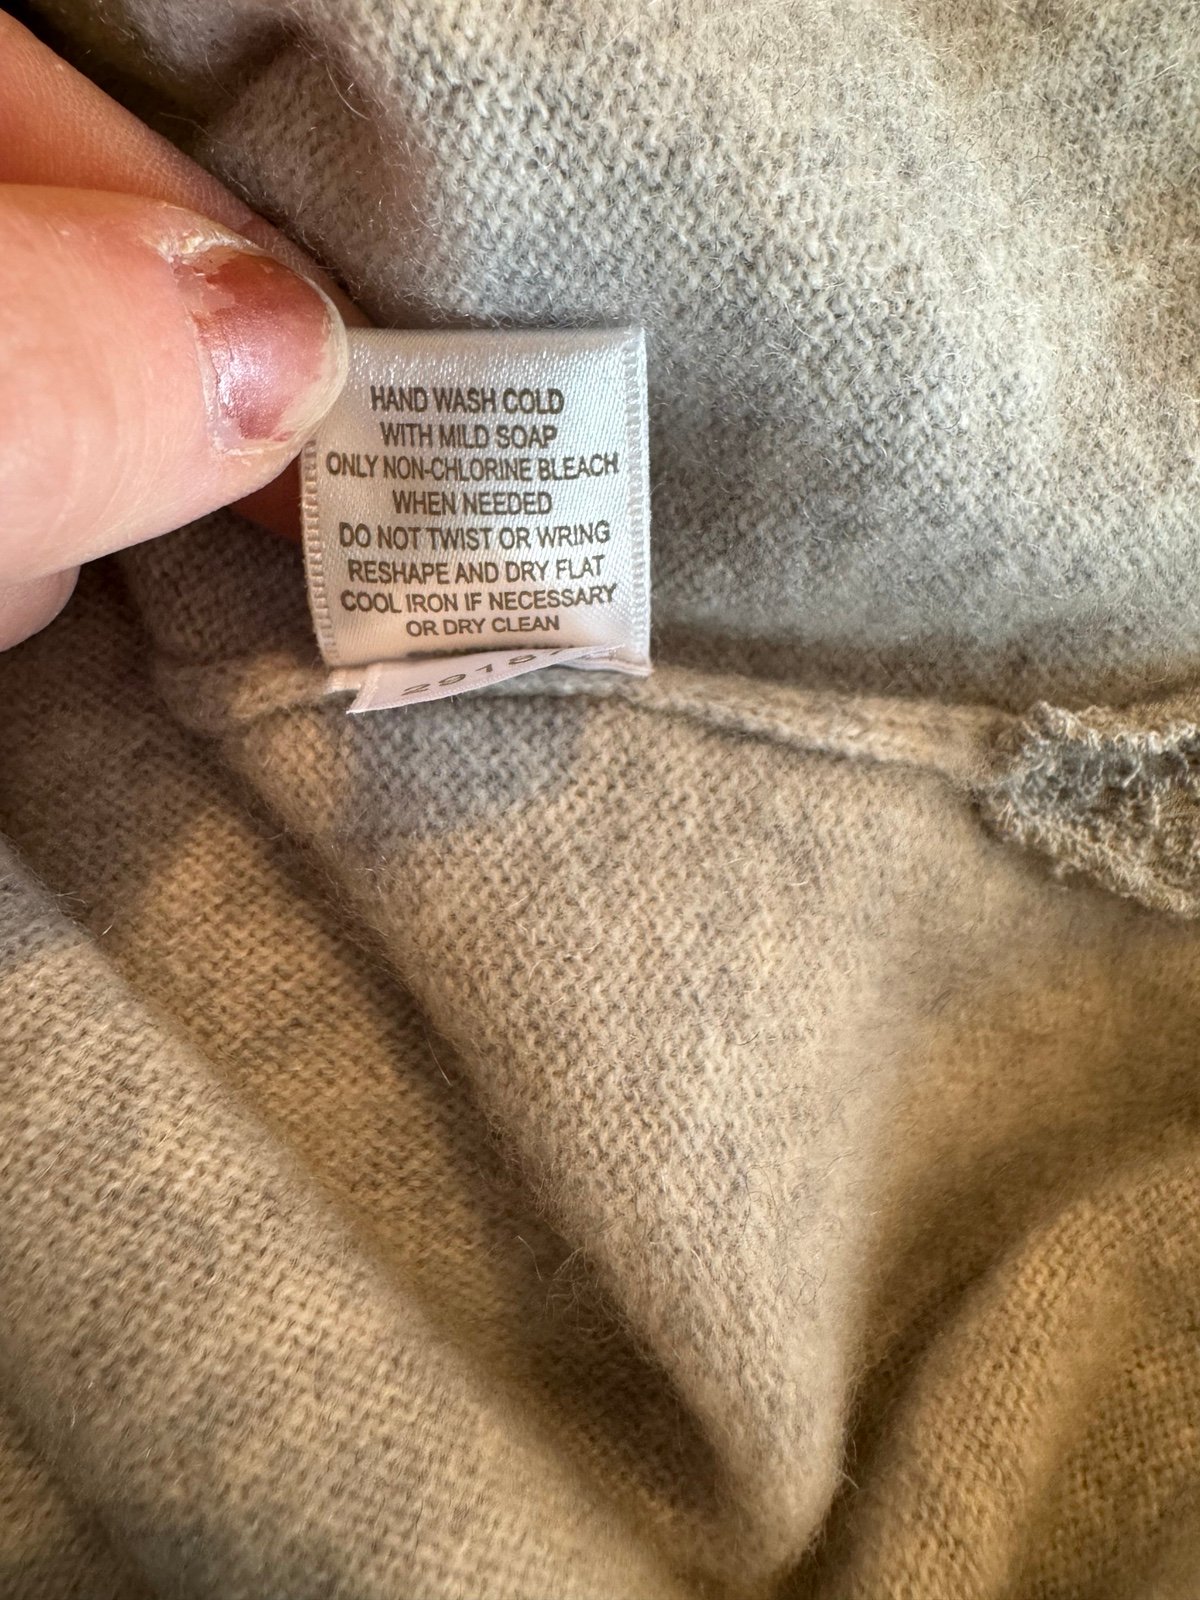 HAND WASH COLD
WITH MILD SOAP
ONLY NON-CHLORINE BLEACH
WHEN NEEDED
DO NOT TWIST OR WRING
RESHAPE AND DRY FLAT
COOL IRON IF NECESSARY
OR DRY CLEAN